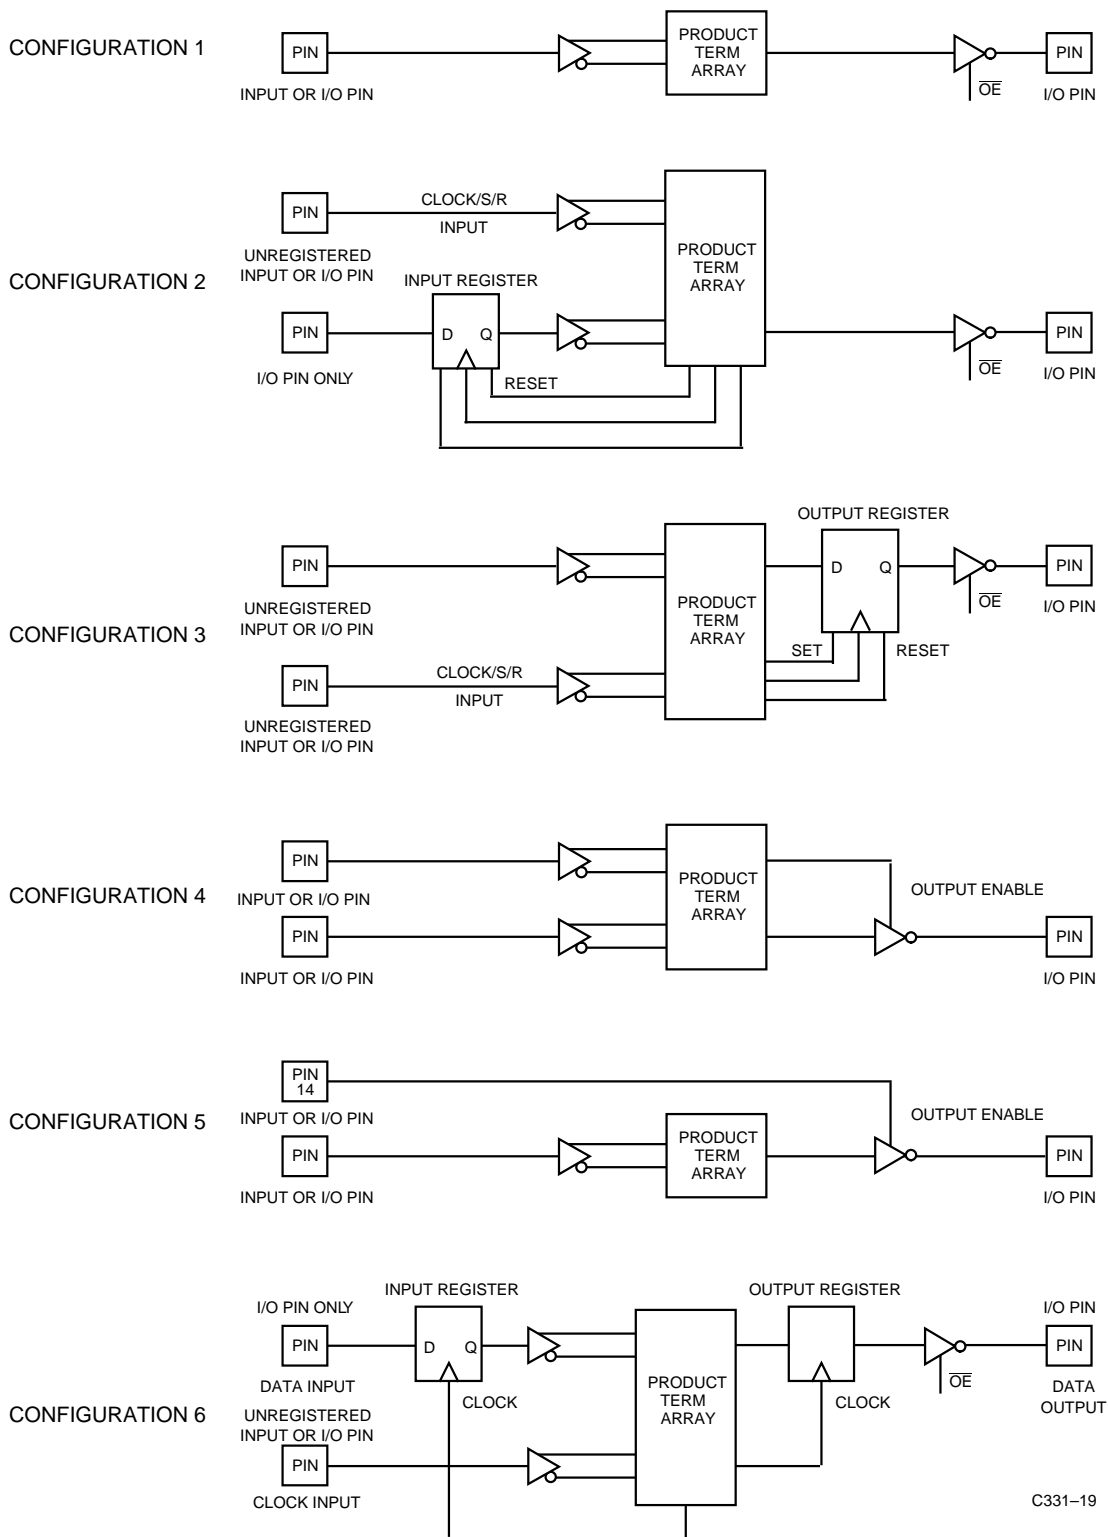 CONFIGURATION 1
PIN
INPUT OR I/O PIN
PRODUCT
TERM
ARRAY
OE
PIN
I/O PIN
CONFIGURATION 2
PIN
CLOCK/S/R
INPUT
UNREGISTERED
INPUT OR I/O PIN
INPUT REGISTER
PIN
D Q
I/O PIN ONLY
RESET
PRODUCT
TERM
ARRAY
OE
PIN
I/O PIN
CONFIGURATION 3
PIN
UNREGISTERED
INPUT OR I/O PIN
PIN
CLOCK/S/R
INPUT
UNREGISTERED
INPUT OR I/O PIN
PRODUCT
TERM
ARRAY
OUTPUT REGISTER
D Q
SET
RESET
OE
PIN
I/O PIN
CONFIGURATION 4
PIN
INPUT OR I/O PIN
PIN
INPUT OR I/O PIN
PRODUCT
TERM
ARRAY
OUTPUT ENABLE
PIN
I/O PIN
CONFIGURATION 5
PIN
14
INPUT OR I/O PIN
PIN
INPUT OR I/O PIN
PRODUCT
TERM
ARRAY
OUTPUT ENABLE
PIN
I/O PIN
CONFIGURATION 6
I/O PIN ONLY
PIN
DATA INPUT
UNREGISTERED
INPUT OR I/O PIN
PIN
CLOCK INPUT
INPUT REGISTER
D Q
CLOCK
PRODUCT
TERM
ARRAY
OUTPUT REGISTER
CLOCK
OE
I/O PIN
PIN
DATA
OUTPUT
C331–19